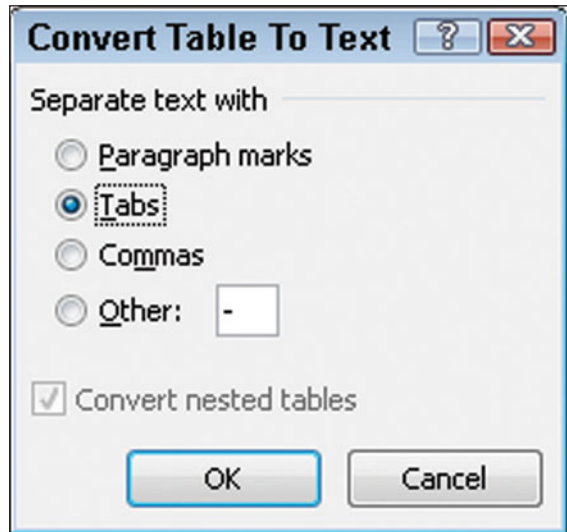 Convert Table To Text ?
Separate text with
Paragraph marks
Tabs
Commas
Other: -
Convert nested tables
OK Cancel